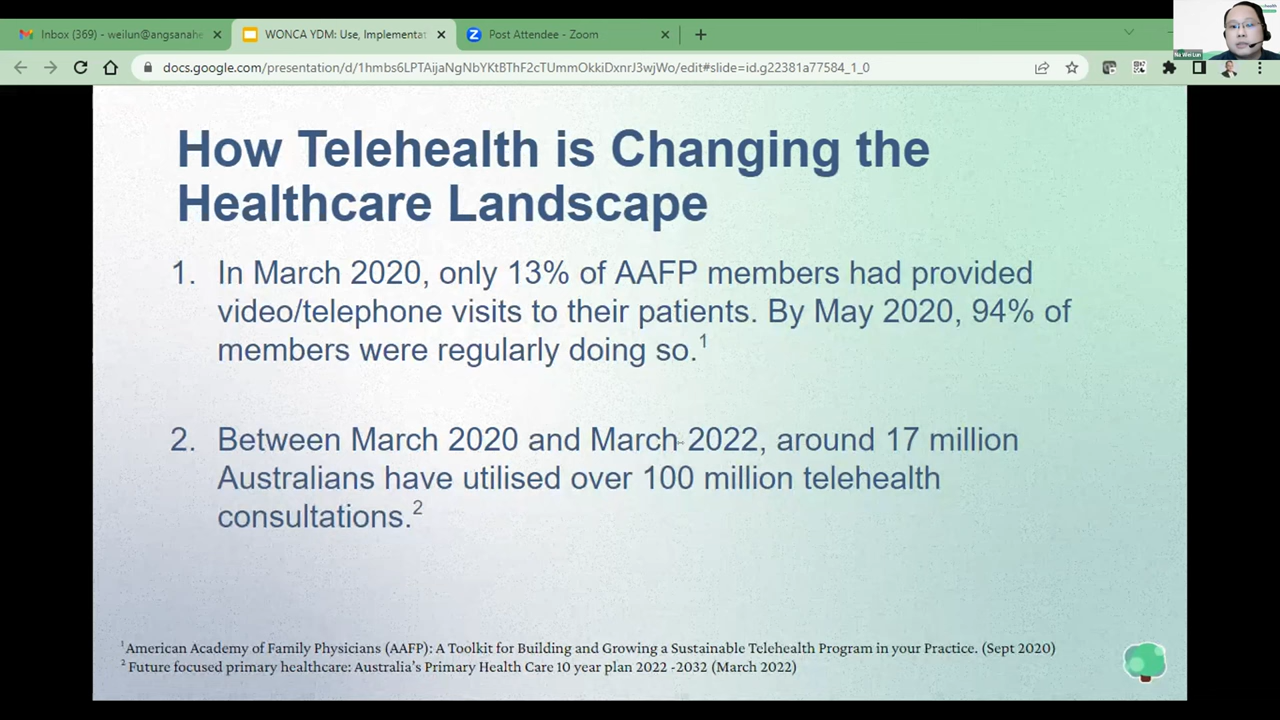 Inbox (369) - weilun@angsanahe
WONCA YDM: Use, Implementat
Post Attendee - Zoom
docs.google.com/presentation/d/1hmbs6LPTAijaNgNbYKtBThF2c1UnmOkkiDxnrJ3wjWo/edit#slide=id.g22381a77584_1_0
How Telehealth is Changing the
Healthcare Landscape
1. In March 2020, only 13% of AAFP members had provided
video/telephone visits to their patients. By May 2020, 94% of
members were regularly doing so.1
2. Between March 2020 and March 2022, around 17 million
Australians have utilised over 100 million telehealth
consultations.2
1 American Academy of Family Physicians (AAFP): A Toolkit for Building and Growing a Sustainable Telehealth Program in your Practice. (Sept 2020)
2 Future focused primary healthcare: Australia's Primary Health Care 10 year plan 2022 -2032 (March 2022)